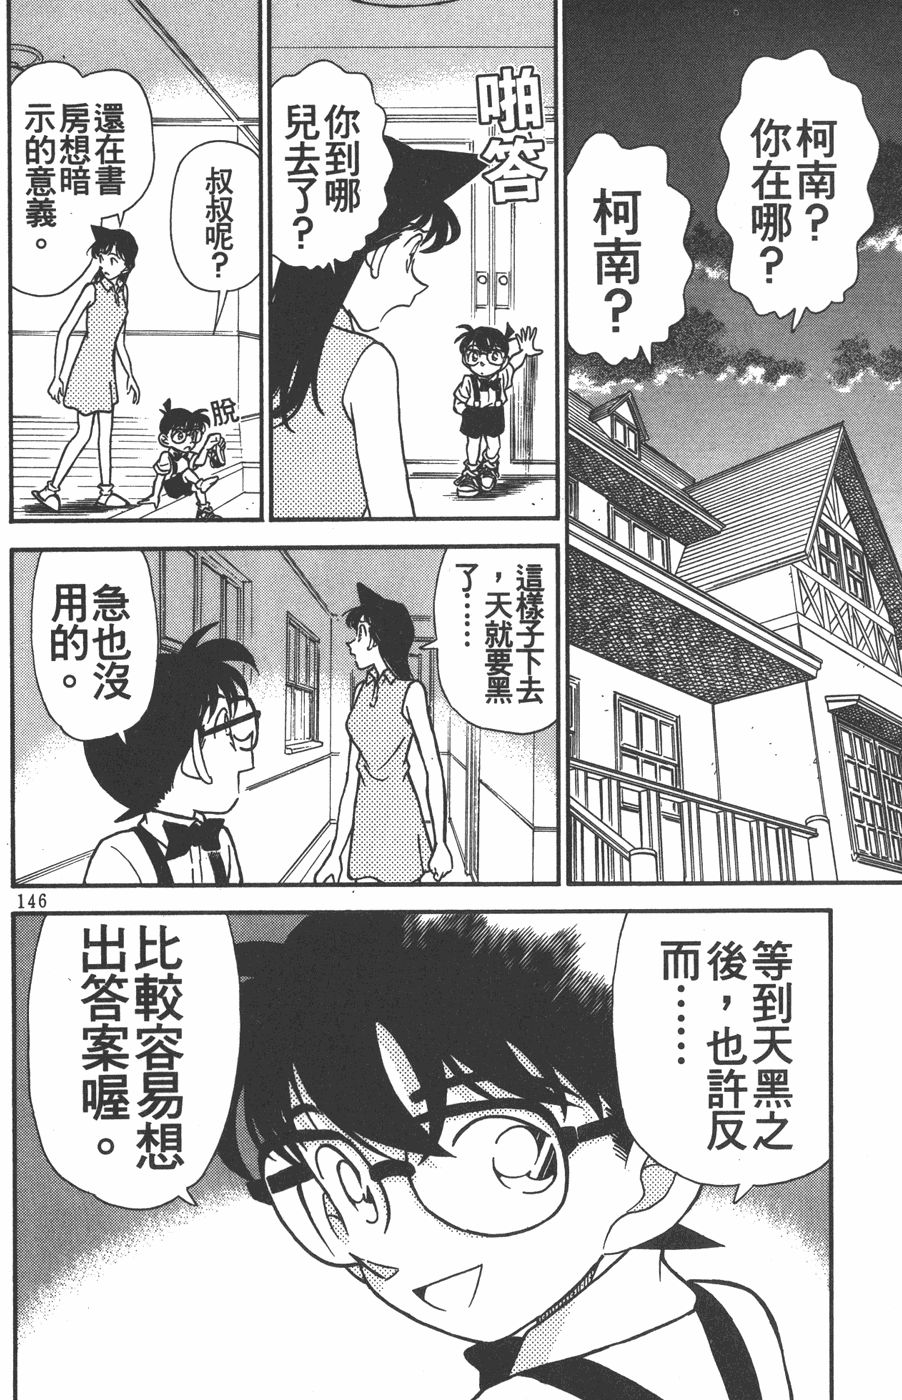 柯南?
你在哪?
柯南?
啪答
你到哪
兒去了?
叔叔呢?
還在書
房想暗
示的意義。
脫
這樣子下去
,天就要黑
了……
急也沒
用的。
146
等到天黑之
後,也許反
而……
比較容易想
出答案喔。